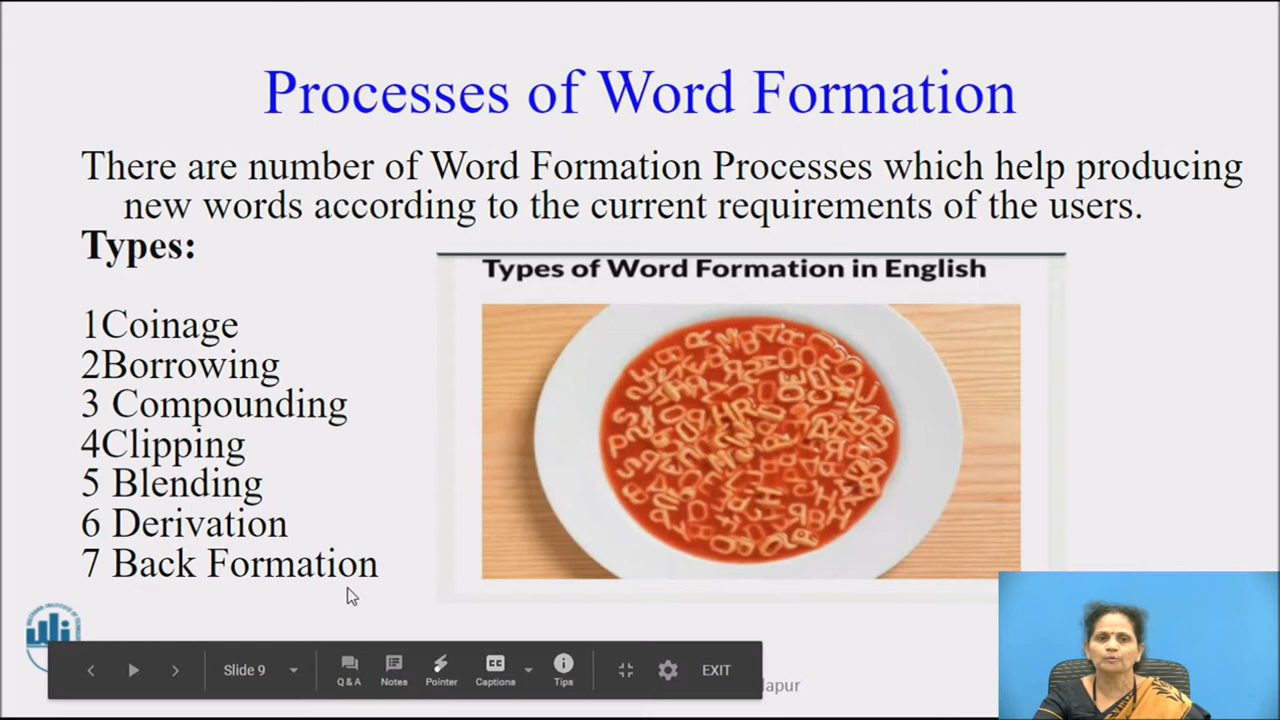 Processes of Word Formation
There are number of Word Formation Processes which help producing
new words according to the current requirements of the users.
Types:
Types of Word Formation in English
1Coinage
2Borrowing
3 Compounding
4Clipping
5 Blending
6 Derivation
7 Back Formation
Slide 9
Q & A
Notes
Pointer
CC
Captions
Tips
EXIT
lapur